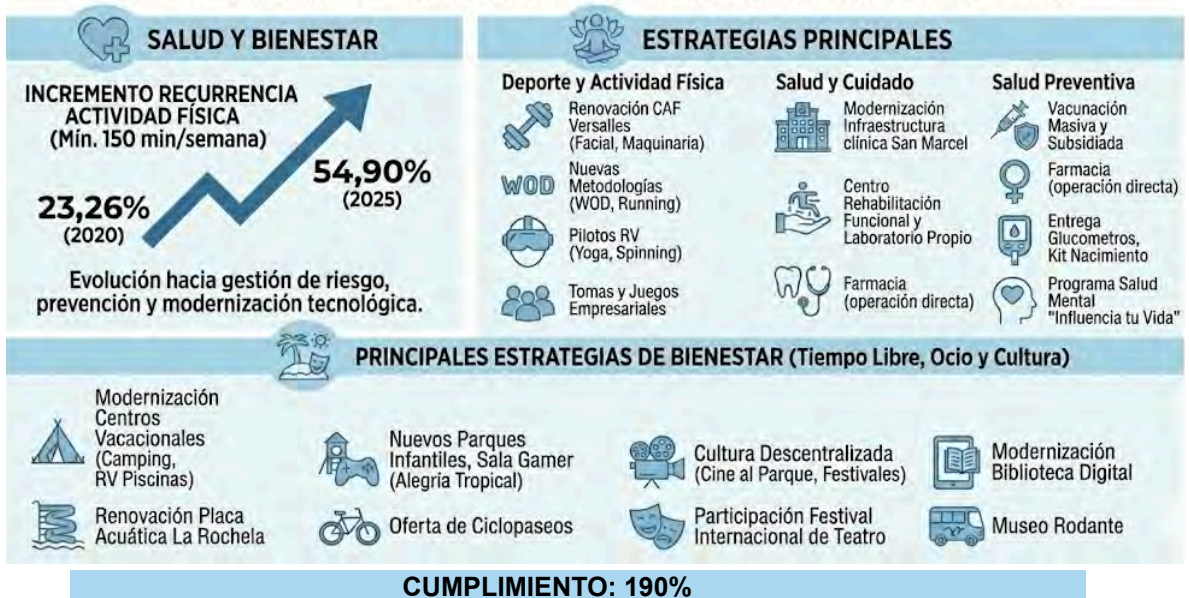 SALUD Y BIENESTAR
INCREMENTO RECURRENCIA
ACTIVIDAD FÍSICA
(Mín. 150 min/semana)
54,90%
(2025)
23,26%
(2020)
Evolución hacia gestión de riesgo,
prevención y modernización tecnológica.
ESTRATEGIAS PRINCIPALES
Deporte y Actividad Física
Renovación CAF
Versalles
(Facial, Maquinaria)
WOD
Nuevas
Metodologías
(WOD, Running)
Pilotos RV
(Yoga, Spinning)
Tomas y Juegos
Empresariales
Salud y Cuidado
Modernización
Infraestructura
clínica San Marcel
Centro
Rehabilitación
Funcional y
Laboratorio Propio
Farmacia
(operación directa)
Salud Preventiva
Vacunación
Masiva y
Subsidiada
Farmacia
(operación directa)
Entrega
Glucometros,
Kit Nacimiento
Programa Salud
Mental
"Influencia tu Vida"
PRINCIPALES ESTRATEGIAS DE BIENESTAR (Tiempo Libre, Ocio y Cultura)
Modernización
Centros
Vacacionales
(Camping,
RV Piscinas)
Nuevos Parques
Infantiles, Sala Gamer
(Alegria Tropical)
Cultura Descentralizada
(Cine al Parque, Festivales)
Modernización
Biblioteca Digital
Renovación Placa
Acuática La Rochela
Oferta de Ciclopaseos
Participación Festival
Internacional de Teatro
Museo Rodante
CUMPLIMIENTO: 190%